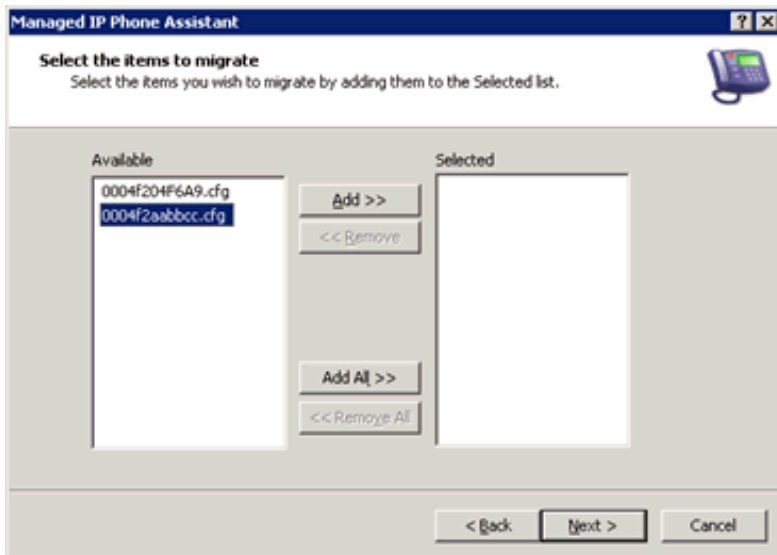 Managed IP Phone Assistant
Select the items to migrate
Select the items you wish to migrate by adding them to the Selected list.
Available
Selected
0004f204F6A9.cfg
0004f2aabbcc.cfg
Add >>
<< Remove
Add All >>
<< Remove All
< Back
Next >
Cancel